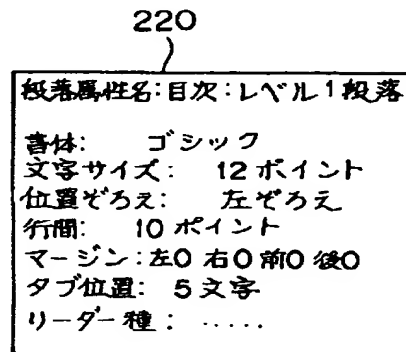 220
段落属性名:目次:レベル1段落
書体: ゴシック
文字サイズ: 12ポイント
位置ぞろえ: 左ぞろえ
行間: 10ポイント
マージン:左0 右0 前0 後0
タブ位置: 5文字
リーダー種: .....